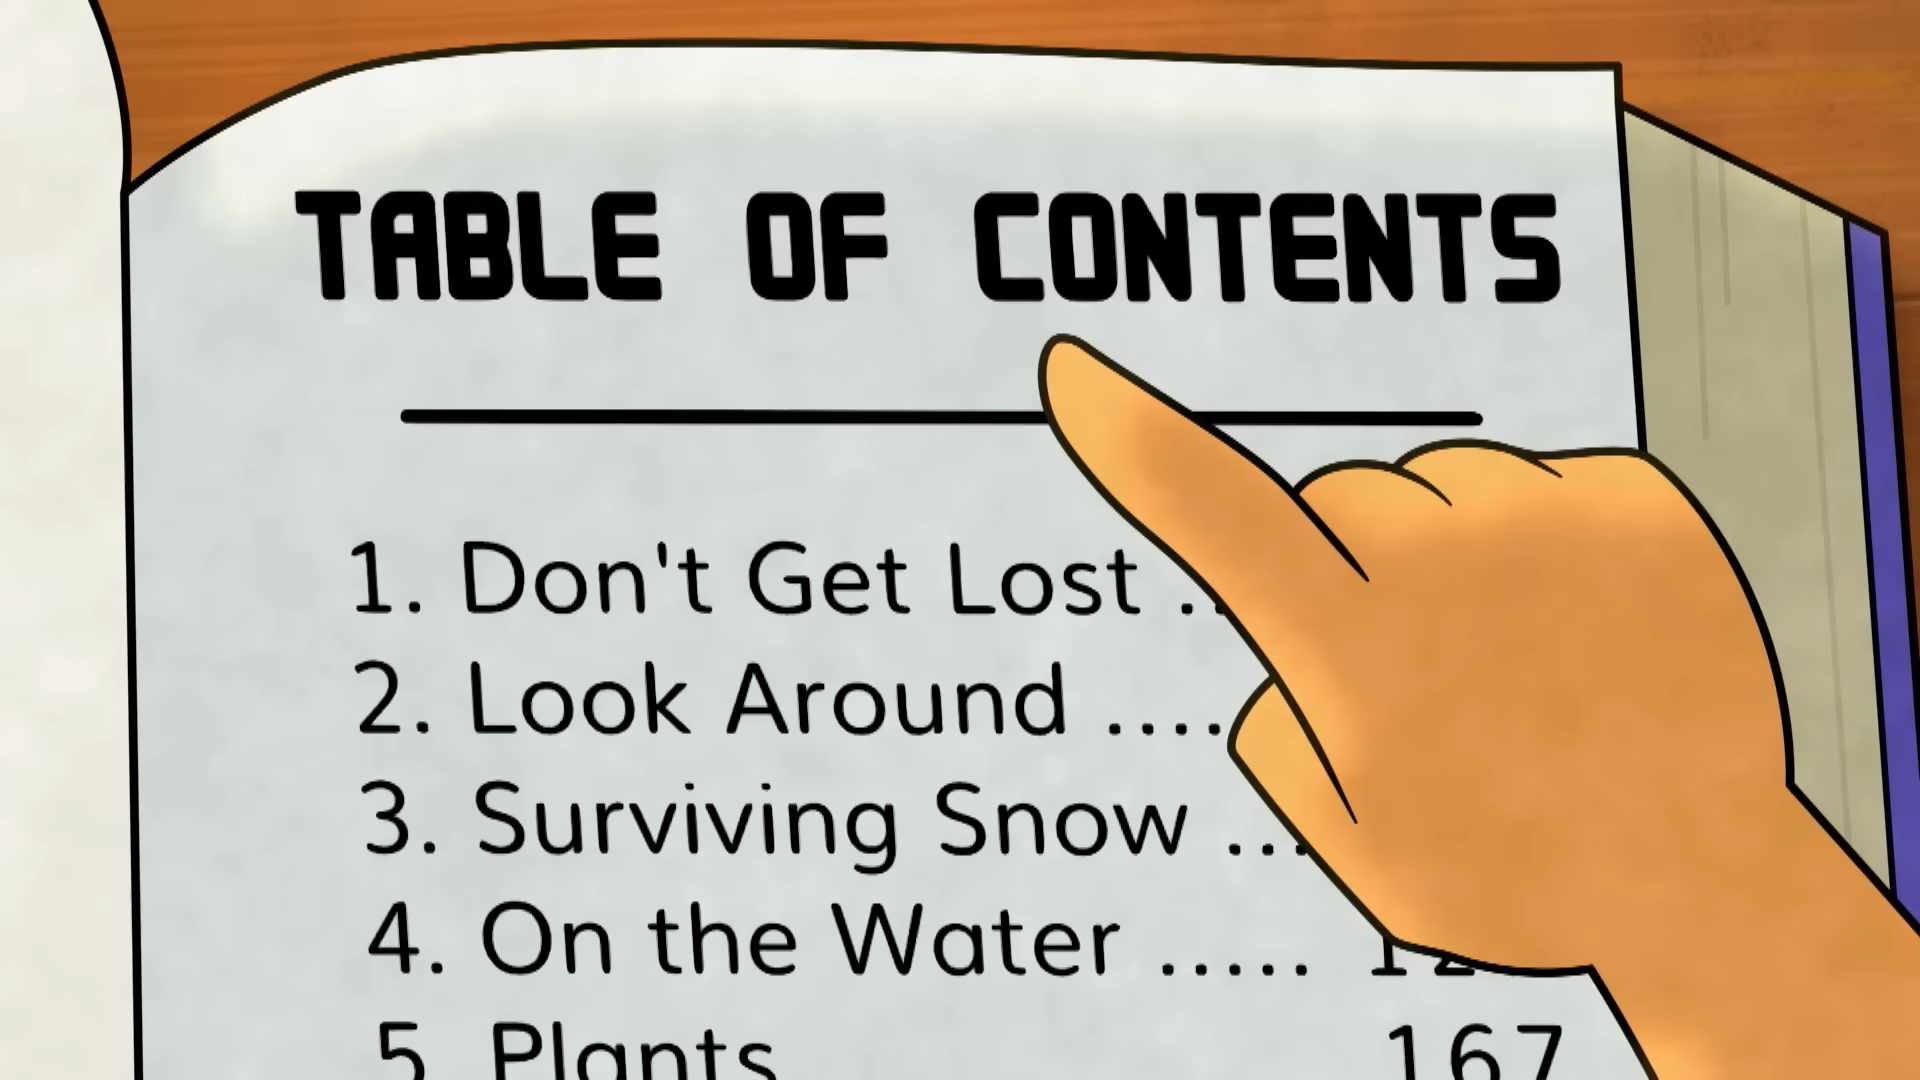 TABLE OF CONTENTS
1. Don't Get Lost ..
2. Look Around ....
3. Surviving Snow ...
4. On the Water .....
5. Plants 167